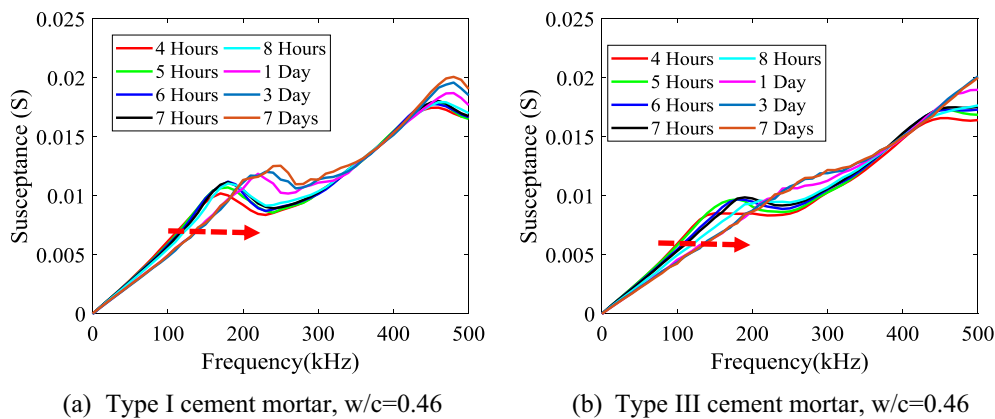 (a)
0.025
0.02
0.015
0.01
0.005
0
Susceptance (S)
4 Hours 8 Hours
5 Hours 1 Day
6 Hours 3 Day
7 Hours 7 Days
0 100 200 300 400 500
Frequency(kHz)
(a) Type I cement mortar, w/c=0.46
(b)
0.025
0.02
0.015
0.01
0.005
0
Susceptance (S)
4 Hours 8 Hours
5 Hours 1 Day
6 Hours 3 Day
7 Hours 7 Days
0 100 200 300 400 500
Frequency(kHz)
(b) Type III cement mortar, w/c=0.46